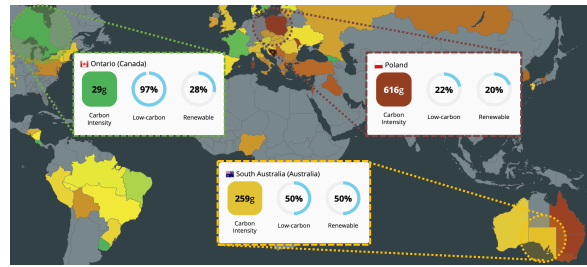 Ontario (Canada)
29g
97%
28%
Carbon
Intensity
Low-carbon
Renewable
Poland
616g
22%
20%
Carbon
Intensity
Low-carbon
Renewable
South Australia (Australia)
259g
50%
50%
Carbon
Intensity
Low-carbon
Renewable